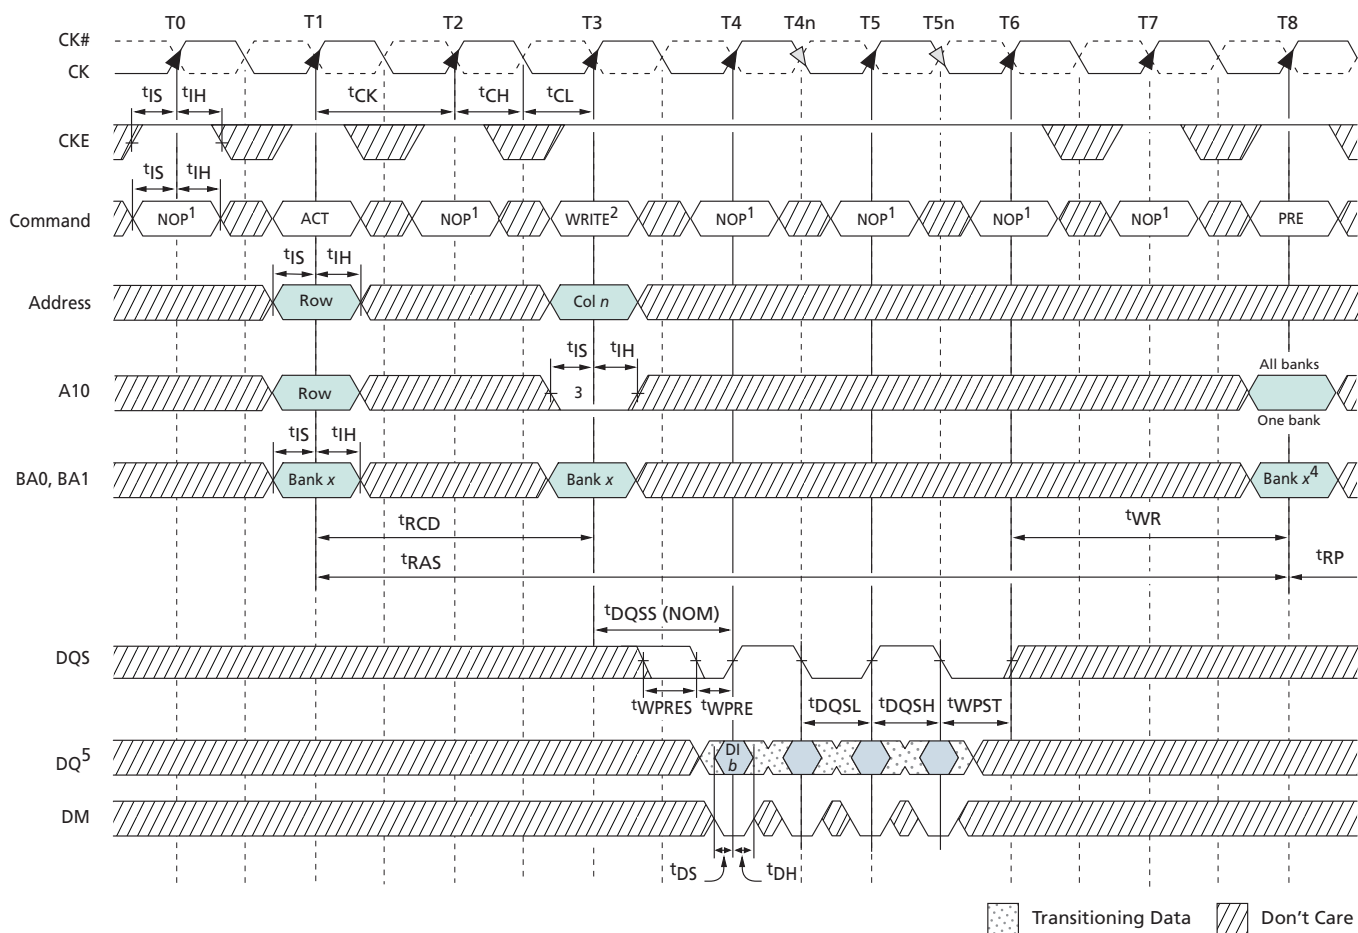 T0 T1 T2 T3 T4 T4n T5 T5n T6 T7 T8
CK#
CK
tIS tIH tCK tCH tCL
CKE
tIS tIH
Command NOP1 ACT NOP1 WRITE2 NOP1 NOP1 NOP1 NOP1 PRE
tIS tIH
Address Row Col n
tIS tIH
All banks
A10 Row 3
One bank
tIS tIH
BA0, BA1 Bank x Bank x Bank x4
tRCD tWR
tRAS tRP
tDQSS (NOM)
DQS
tWPRES tWPRE tDQSL tDQSH tWPST
DQ5 DI
b
DM
tDS tDH
Transitioning Data Don't Care